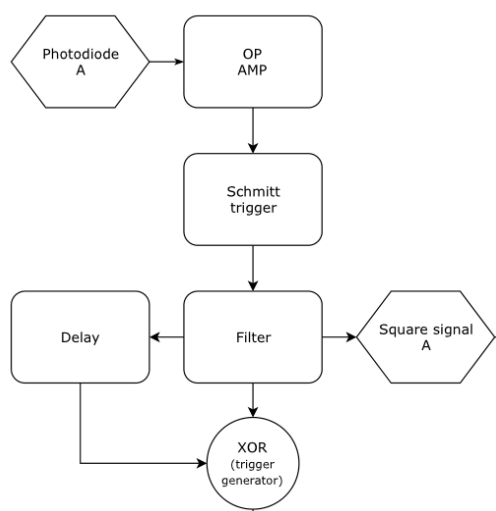 Photodiode
A
OP
AMP
Schmitt
trigger
Delay
Filter
Square signal
A
XOR
(trigger
generator)